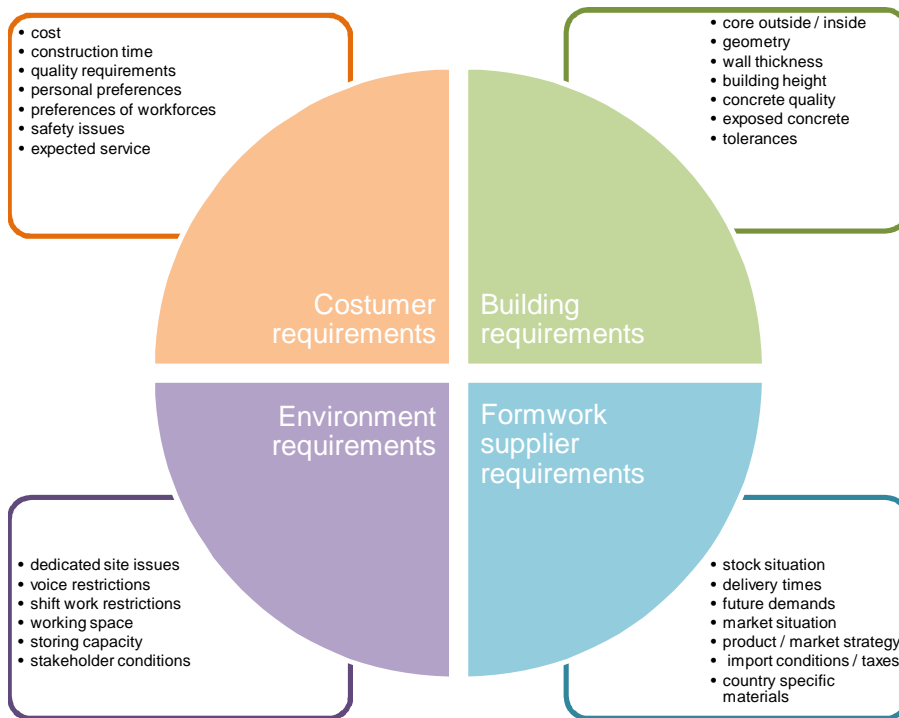 • cost
• construction time
• quality requirements
• personal preferences
• preferences of workforces
• safety issues
• expected service
• core outside / inside
• geometry
• wall thickness
• building height
• concrete quality
• exposed concrete
• tolerances
Costumer
requirements
Building
requirements
Environment
requirements
Formwork
supplier
requirements
• dedicated site issues
• voice restrictions
• shift work restrictions
• working space
• storing capacity
• stakeholder conditions
• stock situation
• delivery times
• future demands
• market situation
• product / market strategy
• import conditions / taxes
• country specific
materials